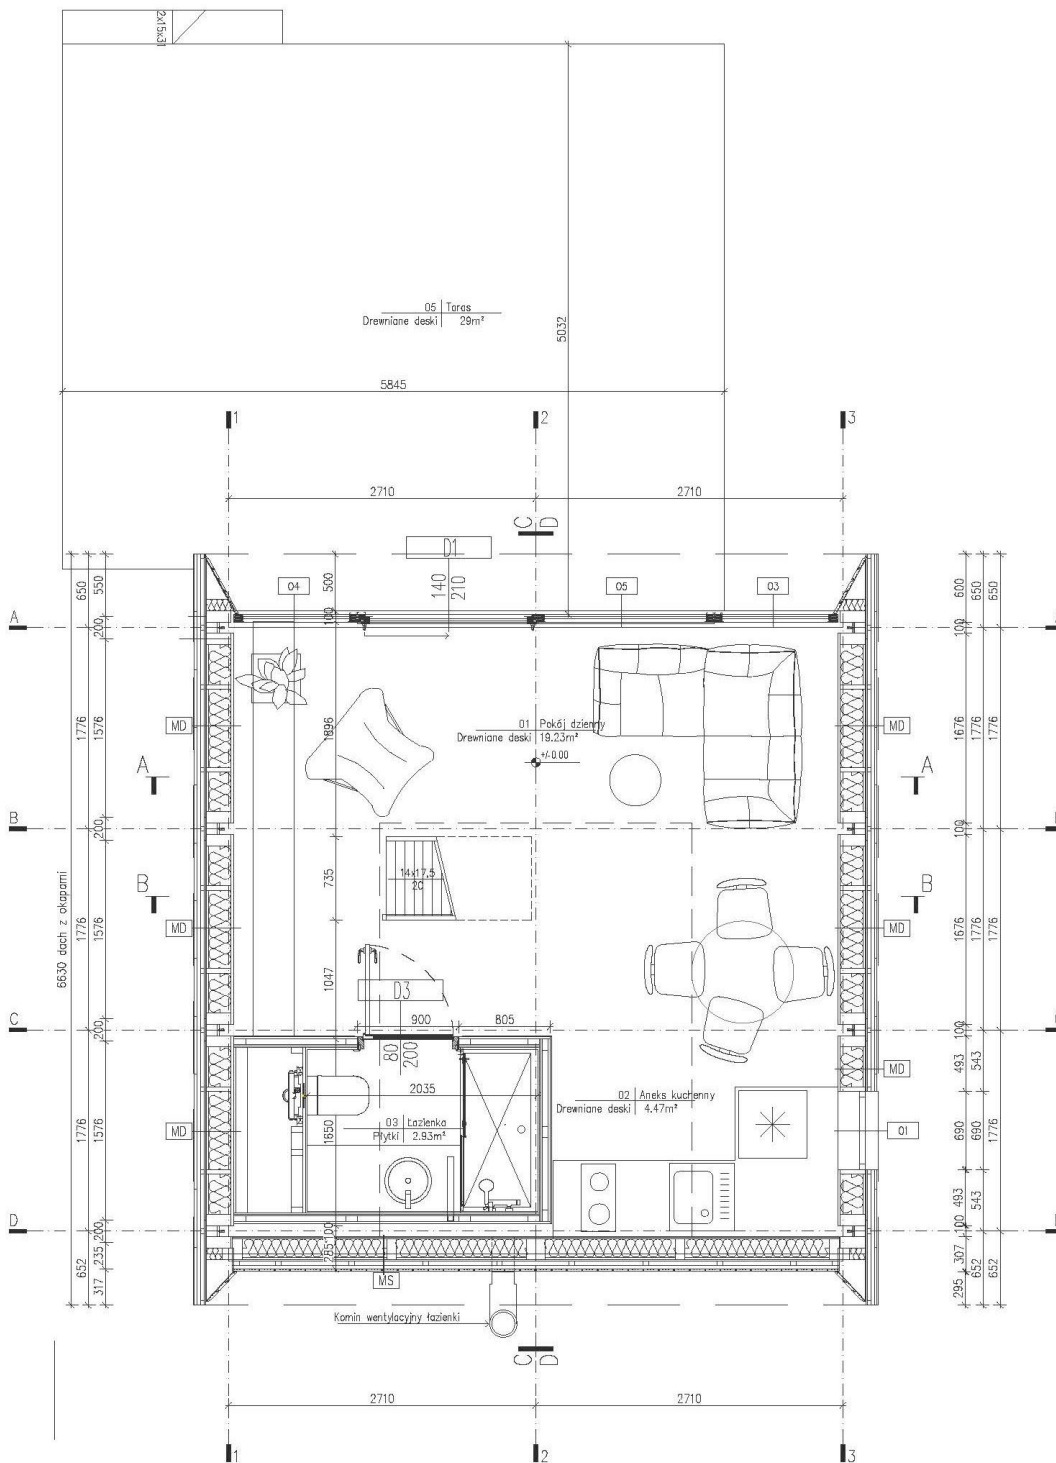 2x15x31
05 Taras
Drewniane deski 29m²
5032
5845
1 2 3
2710 2710
C D
D1
140
210
04 05 03
650 550 500 600 650 650
A
200 100 100
1776 1576 1896 1676 1776 1776
MD MD
01 Pokój dzienny
Drewniane deski 19.23m²
+/-0.00
A A
B
200 100
14x17,5
20
735
B B
6630 dach z okapami
1776 1576 1676 1776 1776
MD MD
1047
D3
C
200 100
900 805
80
200
493 543
MD
2035
02 Aneks kuchenny
Drewniane deski 4.47m²
03 Łazienka
Płytki 2.93m²
1776 1576 1650 690 690 1776
MD 01
493 543
D
200 100 100
652 235 285 307 652 652
317 295
MS
Komin wentylacyjny łazienki
C D
2710 2710
1 2 3